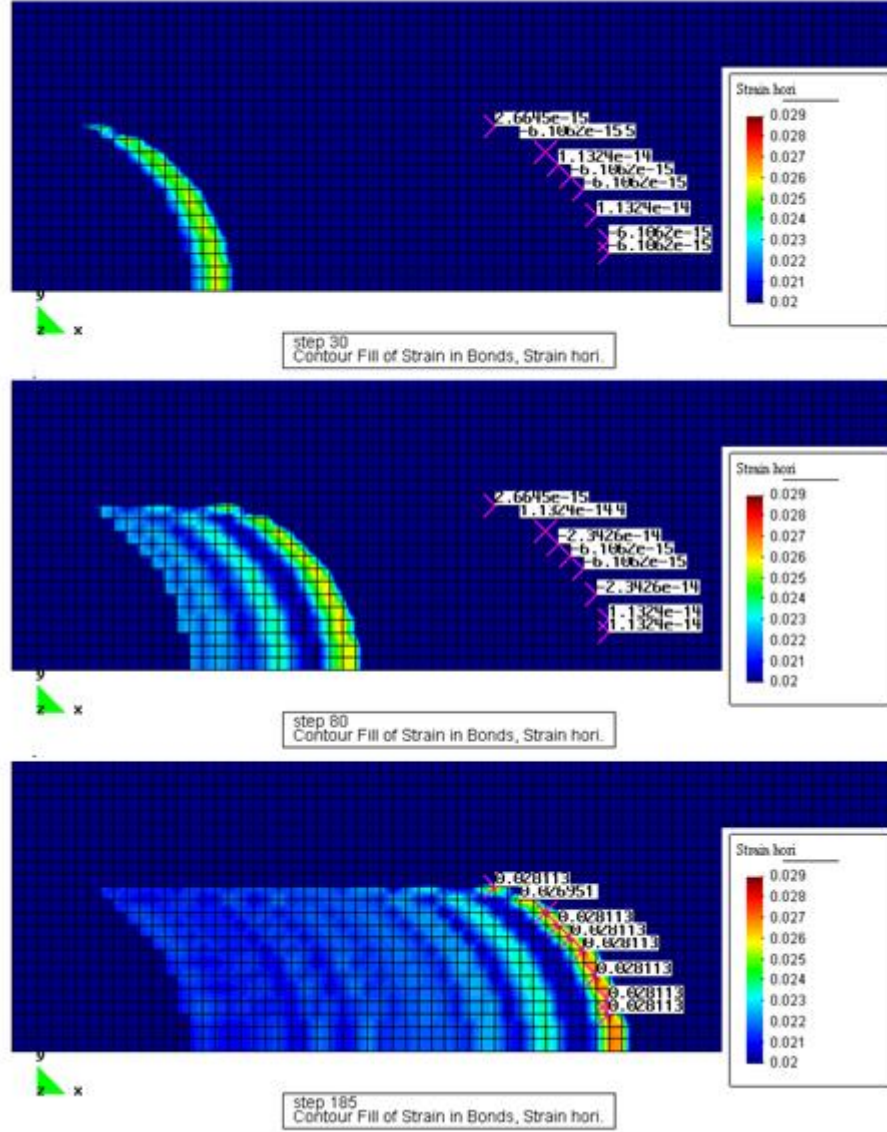 Strain hori
0.029
0.028
0.027
0.026
0.025
0.024
0.023
0.022
0.021
0.02
2.6645e-15
-6.1062e-15 5
1.1324e-14
-6.1062e-15
-6.1062e-15
1.1324e-14
-6.1062e-15
-6.1062e-15
y
z x
step 30
Contour Fill of Strain in Bonds, Strain hori.
Strain hori
0.029
0.028
0.027
0.026
0.025
0.024
0.023
0.022
0.021
0.02
2.6645e-15
1.1324e-14 4
-2.3426e-14
-6.1062e-15
-6.1062e-15
-2.3426e-14
1.1324e-14
1.1324e-14
y
z x
step 80
Contour Fill of Strain in Bonds, Strain hori.
Strain hori
0.029
0.028
0.027
0.026
0.025
0.024
0.023
0.022
0.021
0.02
0.028113
0.026951
0.028113
0.028113
0.028113
0.028113
0.028113
0.028113
y
z x
step 185
Contour Fill of Strain in Bonds, Strain hori.